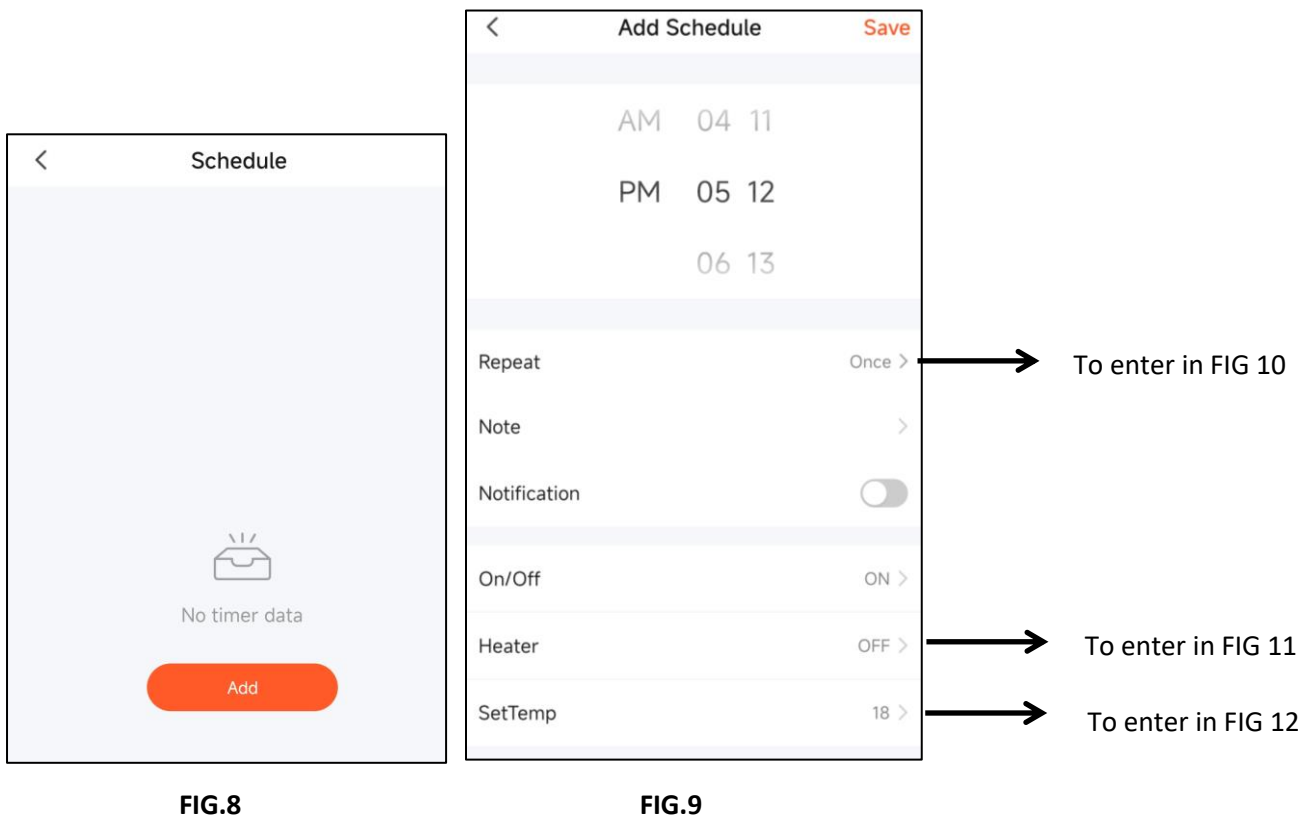 Schedule
No timer data
Add
FIG.8
Add Schedule Save
AM 04 11
PM 05 12
06 13
Repeat Once
Note
Notification
On/Off ON
Heater OFF
SetTemp 18
FIG.9
To enter in FIG 10
To enter in FIG 11
To enter in FIG 12